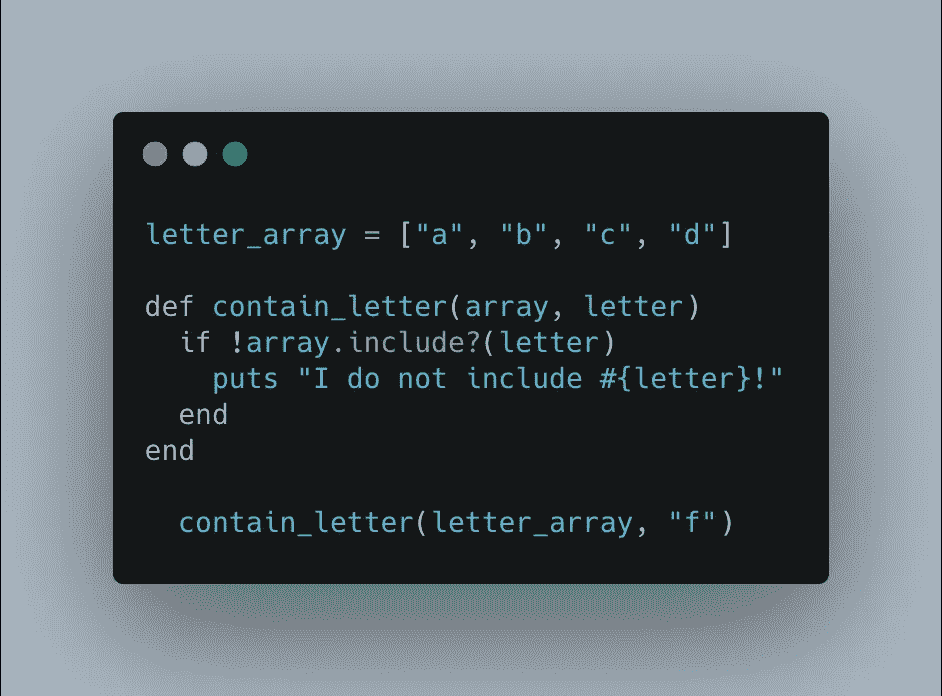 letter_array = ["a", "b", "c", "d"]
def contain_letter(array, letter)
if !array.include?(letter)
puts "I do not include #{letter}!"
end
end
contain_letter(letter_array, "f")